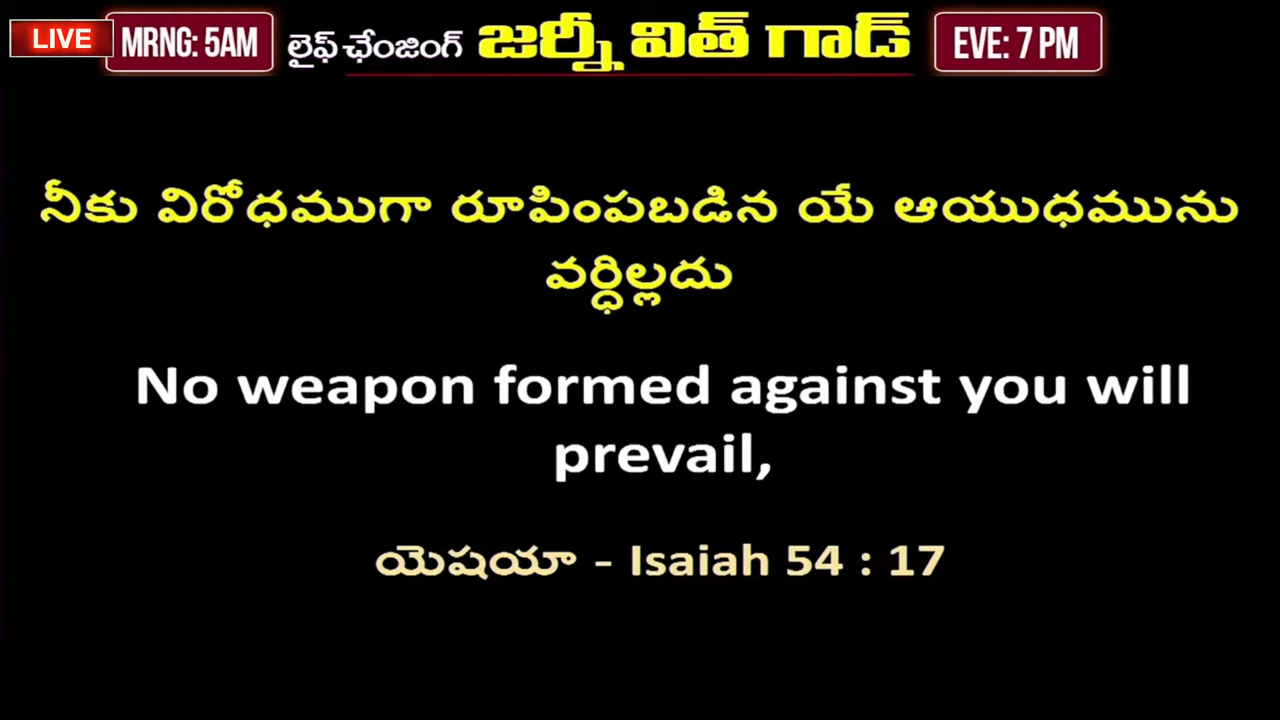 LIVE MRNG: 5AM లైఫ్ ఛేంజింగ్ జర్నీ విత్ గాడ్ EVE: 7 PM
నీకు విరోధముగా రూపింపబడిన యే ఆయుధమును
వర్ధిల్లదు
No weapon formed against you will
prevail,
యెషయా - Isaiah 54 : 17